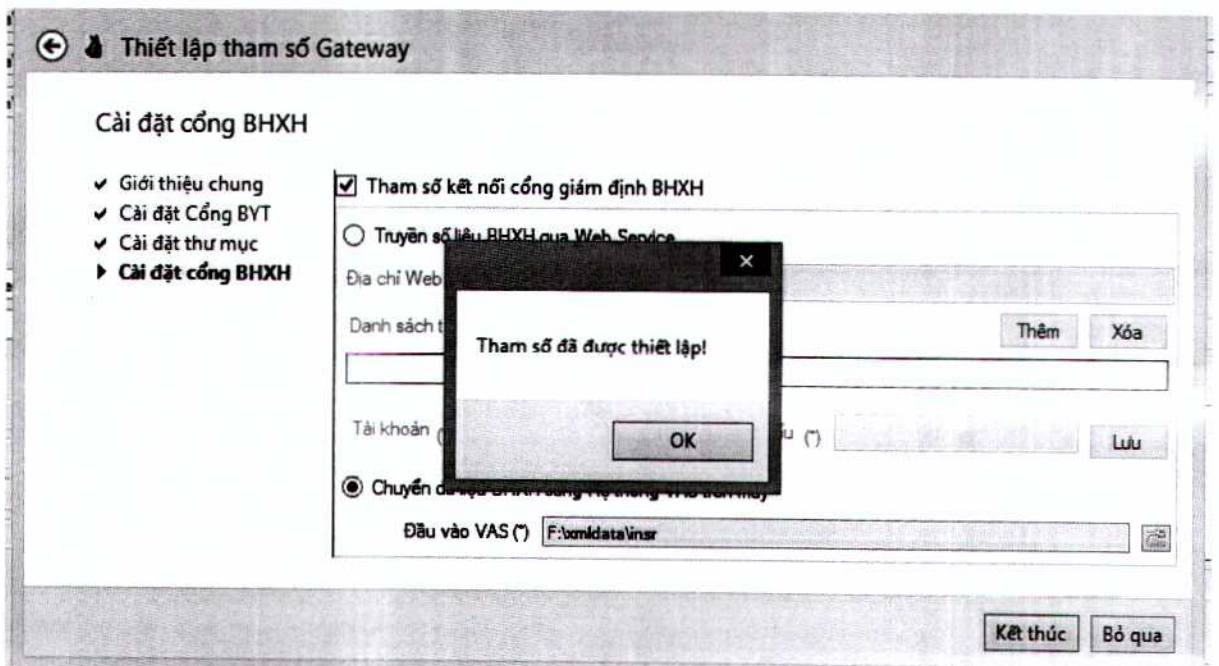 Thiết lập tham số Gateway
Cài đặt cổng BHXH
Giới thiệu chung
Cài đặt Cổng BYT
Cài đặt thư mục
Cài đặt cổng BHXH
Tham số kết nối cổng giám định BHXH
Truyền số liệu BHXH qua Web Service
Địa chỉ Web
Danh sách
Thêm
Xóa
Tham số đã được thiết lập!
OK
Tài khoản
(*)
Lưu
Chuyển
Đầu vào VAS (*)
F:\xmldata\insr
Kết thúc
Bỏ qua